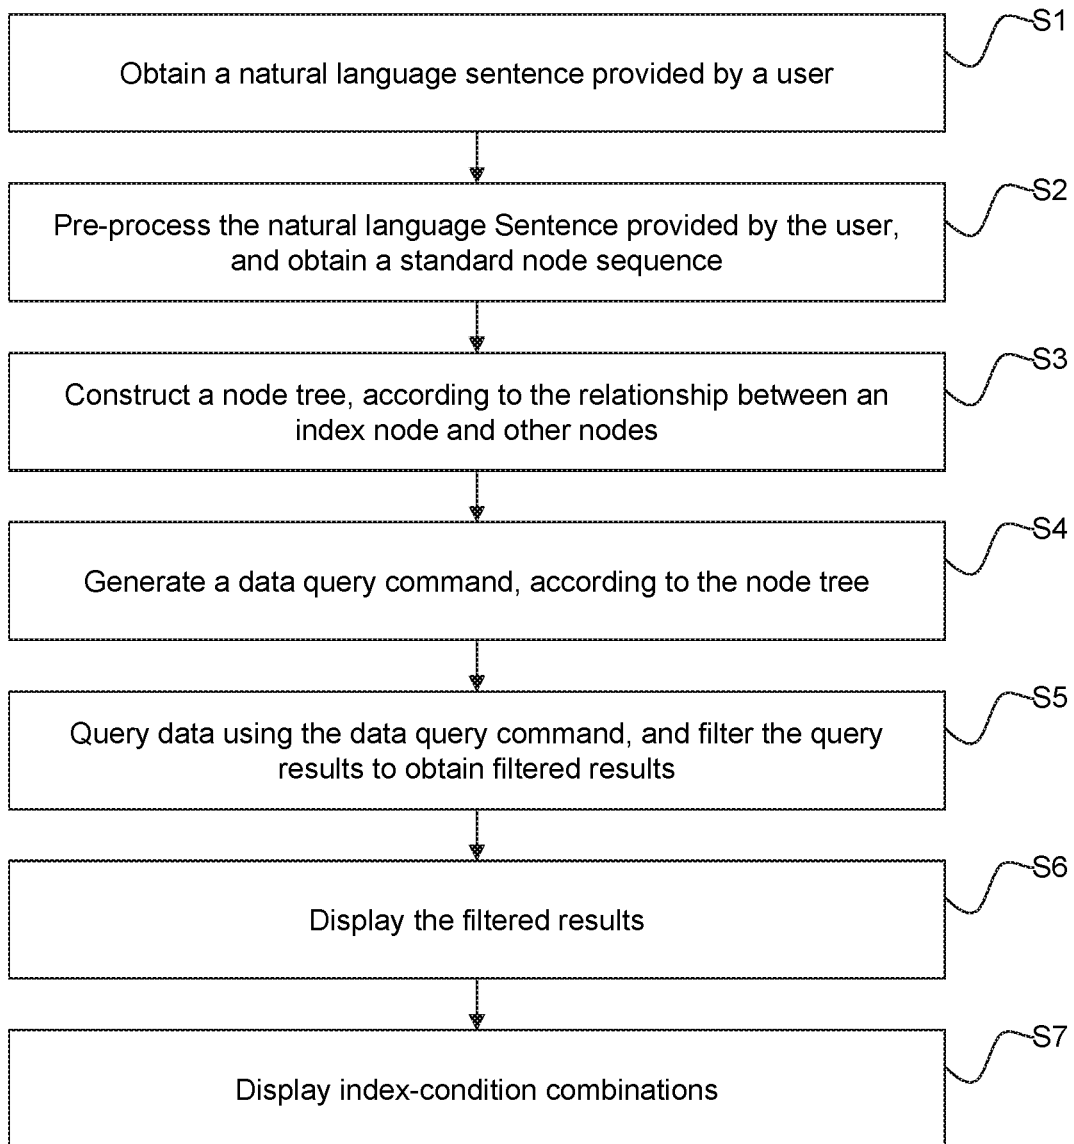 S1
Obtain a natural language sentence provided by a user
S2
Pre-process the natural language Sentence provided by the user,
and obtain a standard node sequence
S3
Construct a node tree, according to the relationship between an
index node and other nodes
S4
Generate a data query command, according to the node tree
S5
Query data using the data query command, and filter the query
results to obtain filtered results
S6
Display the filtered results
S7
Display index-condition combinations